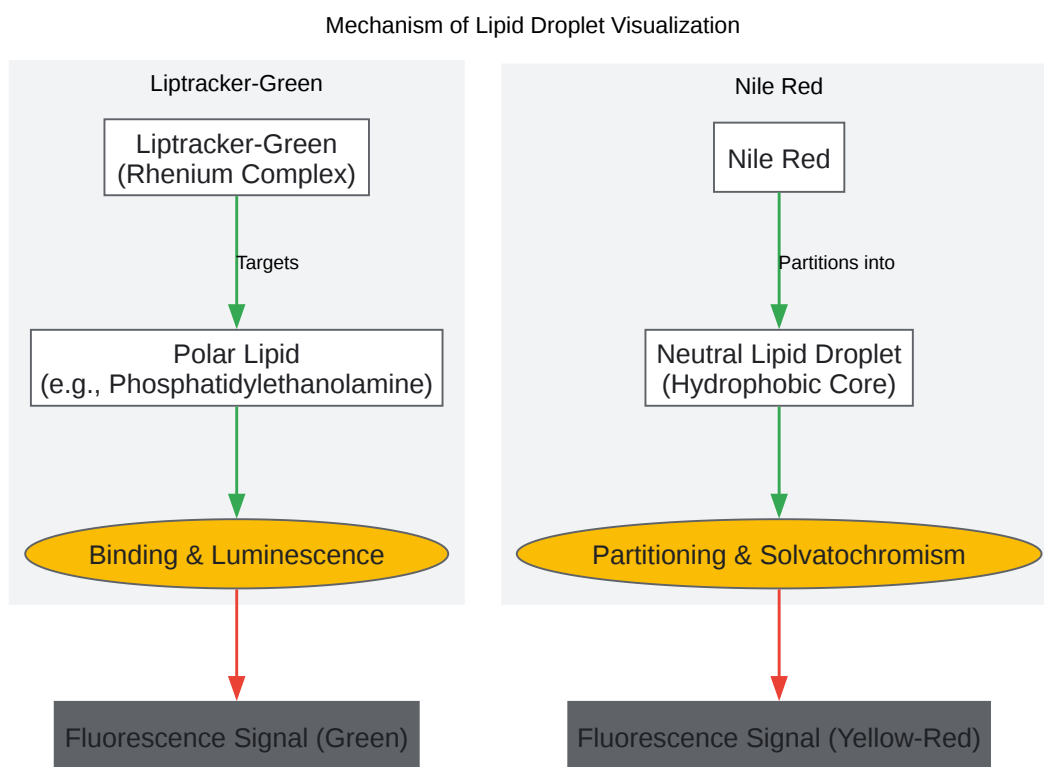 Mechanism of Lipid Droplet Visualization
Liptracker-Green
Liptracker-Green
(Rhenium Complex)
Targets
Polar Lipid
(e.g., Phosphatidylethanolamine)
Binding & Luminescence
Fluorescence Signal (Green)
Nile Red
Nile Red
Partitions into
Neutral Lipid Droplet
(Hydrophobic Core)
Partitioning & Solvatochromism
Fluorescence Signal (Yellow-Red)